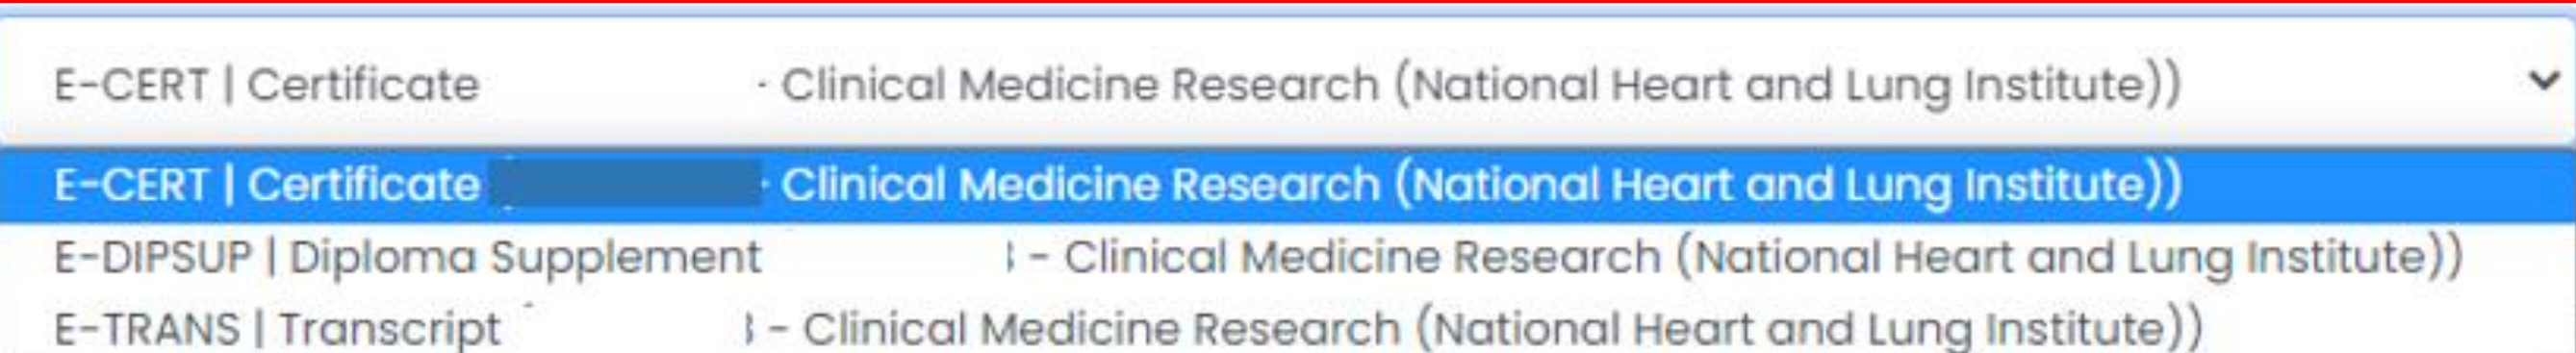 E-CERT | Certificate - Clinical Medicine Research (National Heart and Lung Institute))
E-CERT | Certificate - Clinical Medicine Research (National Heart and Lung Institute))
E-DIPSUP | Diploma Supplement - Clinical Medicine Research (National Heart and Lung Institute))
E-TRANS | Transcript - Clinical Medicine Research (National Heart and Lung Institute))